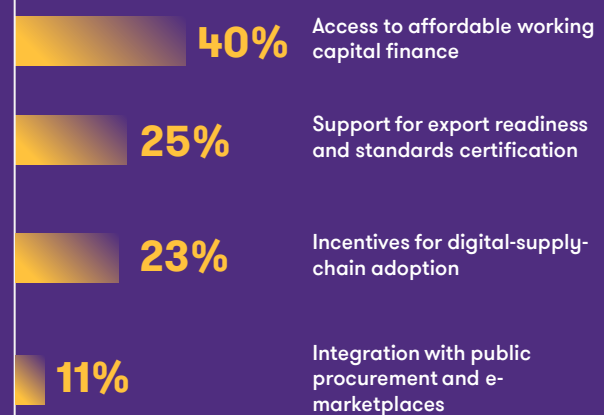 40%
Access to affordable working
capital finance
25%
Support for export readiness
and standards certification
23%
Incentives for digital-supply-
chain adoption
11%
Integration with public
procurement and e-
marketplaces